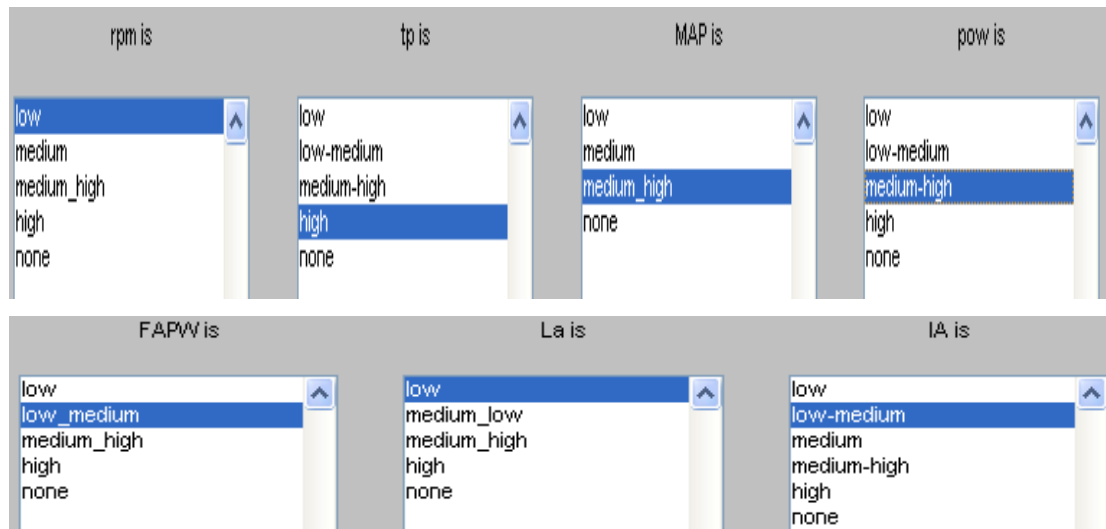 rpm is
tp is
MAP is
pow is
low
medium
medium_high
high
none
low
low-medium
medium-high
high
none
low
medium
medium_high
none
low
low-medium
medium-high
high
none
FAPW is
La is
IA is
low
low_medium
medium_high
high
none
low
medium_low
medium_high
high
none
low
low-medium
medium
medium-high
high
none